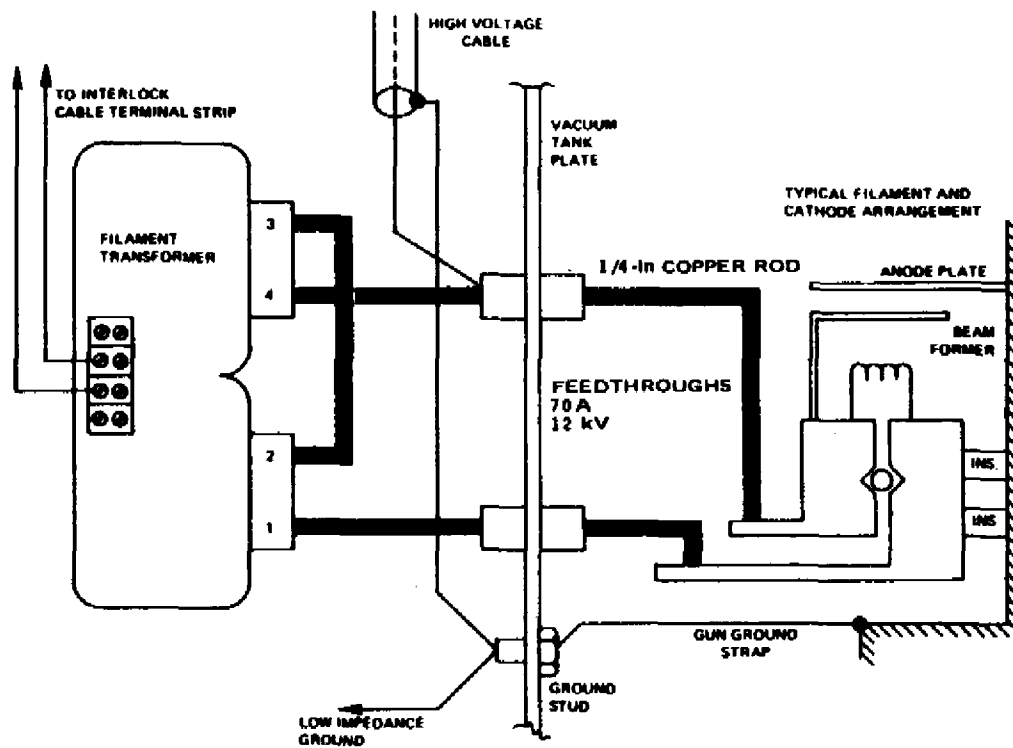 HIGH VOLTAGE
CABLE
TO INTERLOCK
CABLE TERMINAL STRIP
VACUUM
TANK
PLATE
TYPICAL FILAMENT AND
CATHODE ARRANGEMENT
3
FILAMENT
TRANSFORMER
4
1/4-in COPPER ROD
ANODE PLATE
BEAM
FORMER
FEEDTHROUGHS
70A
12 kV
2
INS.
1
INS
GUN GROUND
STRAP
GROUND
STUD
LOW IMPEDANCE
GROUND